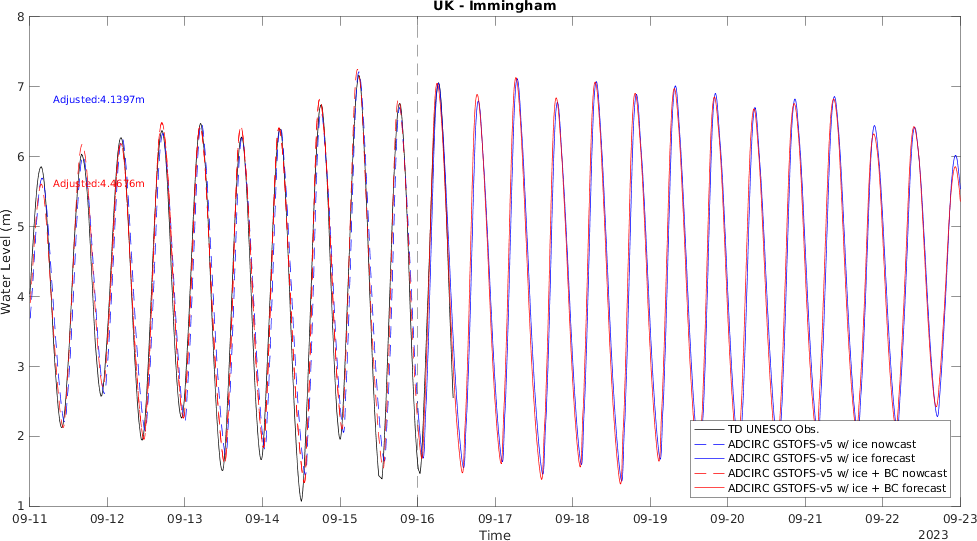 UK - Immingham
8
7
6
5
4
3
2
1
Water Level (m)
Adjusted:4.1397m
Adjusted:4.4676m
TD UNESCO Obs.
ADCIRC GSTOFS-v5 w/ ice nowcast
ADCIRC GSTOFS-v5 w/ ice forecast
ADCIRC GSTOFS-v5 w/ ice + BC nowcast
ADCIRC GSTOFS-v5 w/ ice + BC forecast
09-11 09-12 09-13 09-14 09-15 09-16 09-17 09-18 09-19 09-20 09-21 09-22 09-23
Time
2023